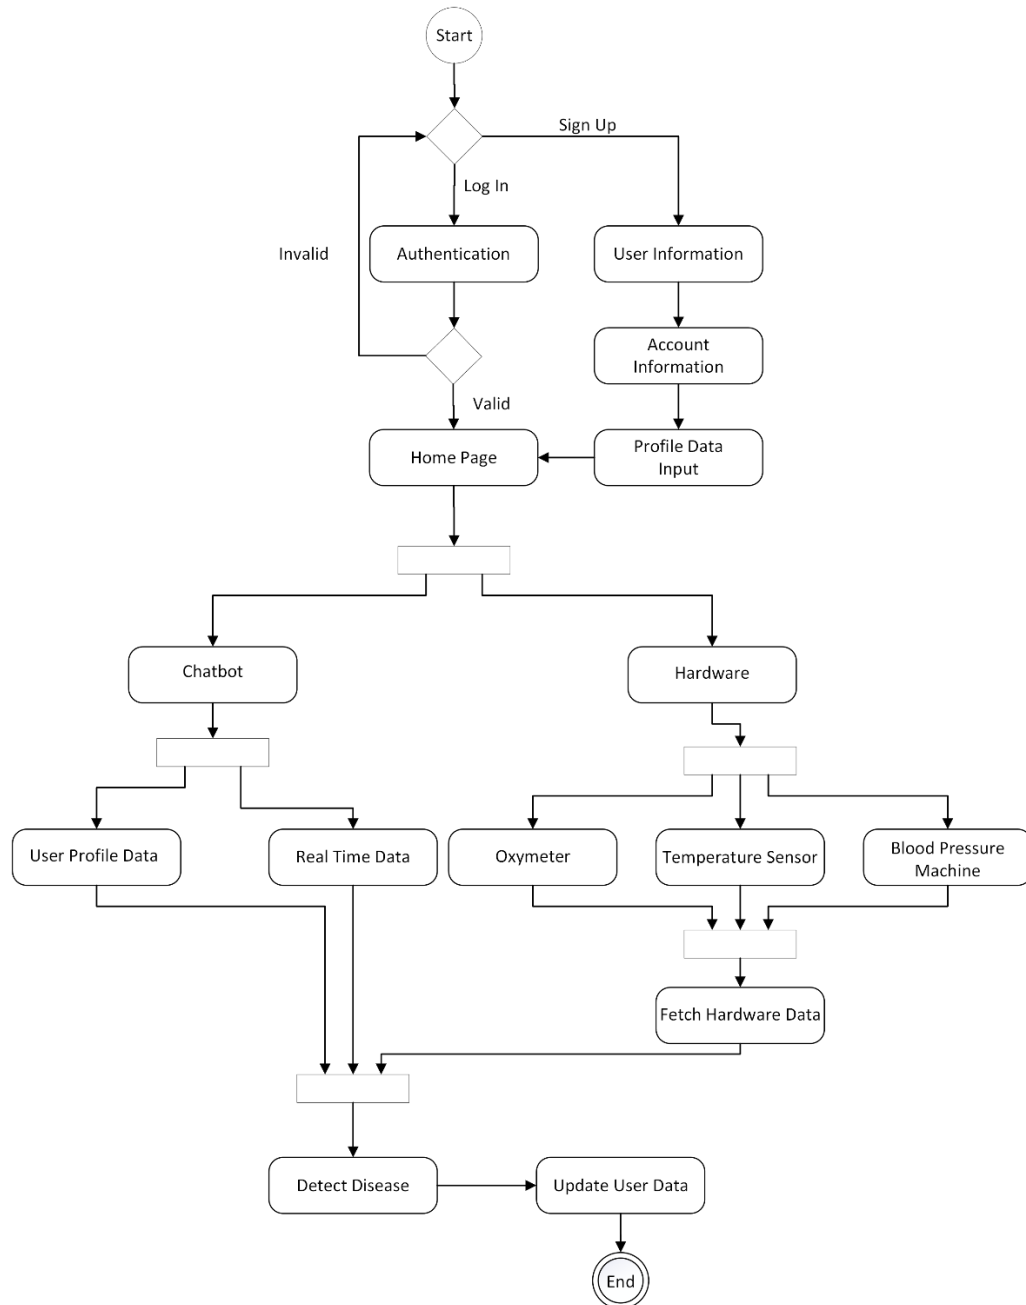 Start
Sign Up
Log In
Invalid
Authentication
User Information
Account
Information
Valid
Home Page
Profile Data
Input
Chatbot
Hardware
User Profile Data
Real Time Data
Oxymeter
Temperature Sensor
Blood Pressure
Machine
Fetch Hardware Data
Detect Disease
Update User Data
End